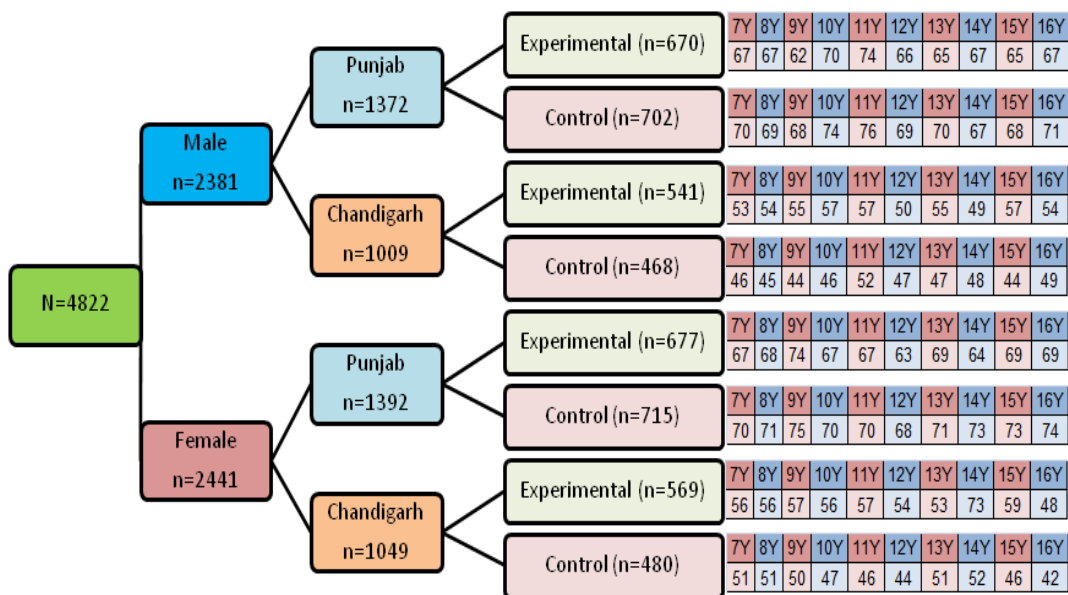 N=4822
Male
n=2381
Female
n=2441
Punjab
n=1372
Chandigarh
n=1009
Punjab
n=1392
Chandigarh
n=1049
Experimental (n=670)
7Y 8Y 9Y 10Y 11Y 12Y 13Y 14Y 15Y 16Y
67 67 62 70 74 66 65 67 65 67
Control (n=702)
7Y 8Y 9Y 10Y 11Y 12Y 13Y 14Y 15Y 16Y
70 69 68 74 76 69 70 67 68 71
Experimental (n=541)
7Y 8Y 9Y 10Y 11Y 12Y 13Y 14Y 15Y 16Y
53 54 55 57 57 50 55 49 57 54
Control (n=468)
7Y 8Y 9Y 10Y 11Y 12Y 13Y 14Y 15Y 16Y
46 45 44 46 52 47 47 48 44 49
Experimental (n=677)
7Y 8Y 9Y 10Y 11Y 12Y 13Y 14Y 15Y 16Y
67 68 74 67 67 63 69 64 69 69
Control (n=715)
7Y 8Y 9Y 10Y 11Y 12Y 13Y 14Y 15Y 16Y
70 71 75 70 70 68 71 73 73 74
Experimental (n=569)
7Y 8Y 9Y 10Y 11Y 12Y 13Y 14Y 15Y 16Y
56 56 57 56 57 54 53 73 59 48
Control (n=480)
7Y 8Y 9Y 10Y 11Y 12Y 13Y 14Y 15Y 16Y
51 51 50 47 46 44 51 52 46 42